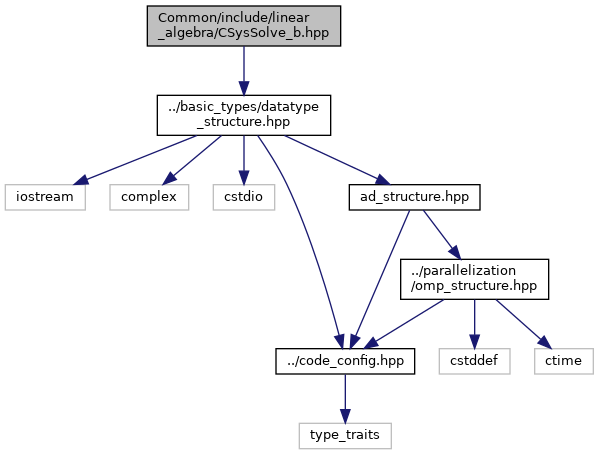 Common/include/linear
_algebra/CSysSolve_b.hpp
../basic_types/datatype
_structure.hpp
iostream
complex
cstdio
ad_structure.hpp
../parallelization
/omp_structure.hpp
../code_config.hpp
cstddef
ctime
type_traits